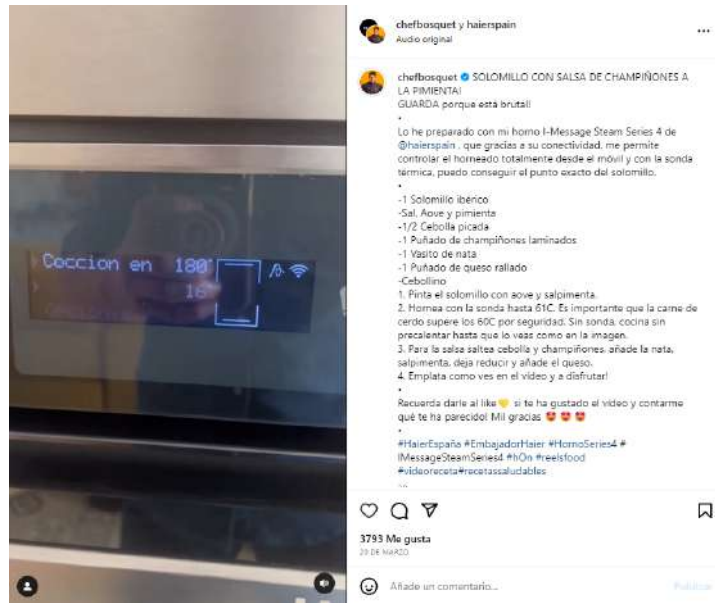 Coccion en 180°
16°
chefbosquet y haierspain
Audio original
chefbosquet SOLOMILLO CON SALSA DE CHAMPIÑONES A
LA PIMIENTA!
GUARDA porque está brutal!
Lo he preparado con mi horno I-Message Steam Series 4 de
@haierspain , que gracias a su conectividad, me permite
controlar el horneado totalmente desde el móvil y con la sonda
térmica, puedo conseguir el punto exacto del solomillo.
-1 Solomillo ibérico
-Sal, Aove y pimienta
-1/2 Cebolla picada
-1 Puñado de champiñones laminados
-1 Vasito de nata
-1 Puñado de queso rallado
-Cebollino
1. Pinta el solomillo con aove y salpimenta.
2. Hornea con la sonda hasta 61C. Es importante que la carne de
cerdo supere los 60C por seguridad. Sin sonda, cocina sin
precalentar hasta que lo veas como en la imagen.
3. Para la salsa saltea cebolla y champiñones, añade la nata,
salpimenta, deja reducir y añade el queso.
4. Emplata como ves en el vídeo y a disfrutar!
Recuerda darle al like 💛 si te ha gustado el vídeo y contarme
qué te ha parecido! Mil gracias 😍 😍 😍
#HaierEspaña #EmbajadorHaier #HornoSeries4 #
IMessageSteamSeries4 #hOn #reelsfood
#videoreceta#recetassaludables
3793 Me gusta
29 DE MARZO
Añade un comentario...
Publicar